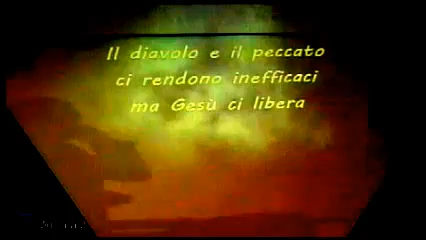 Il diavolo e il peccato
ci rendono inefficaci
ma Gesù ci libera